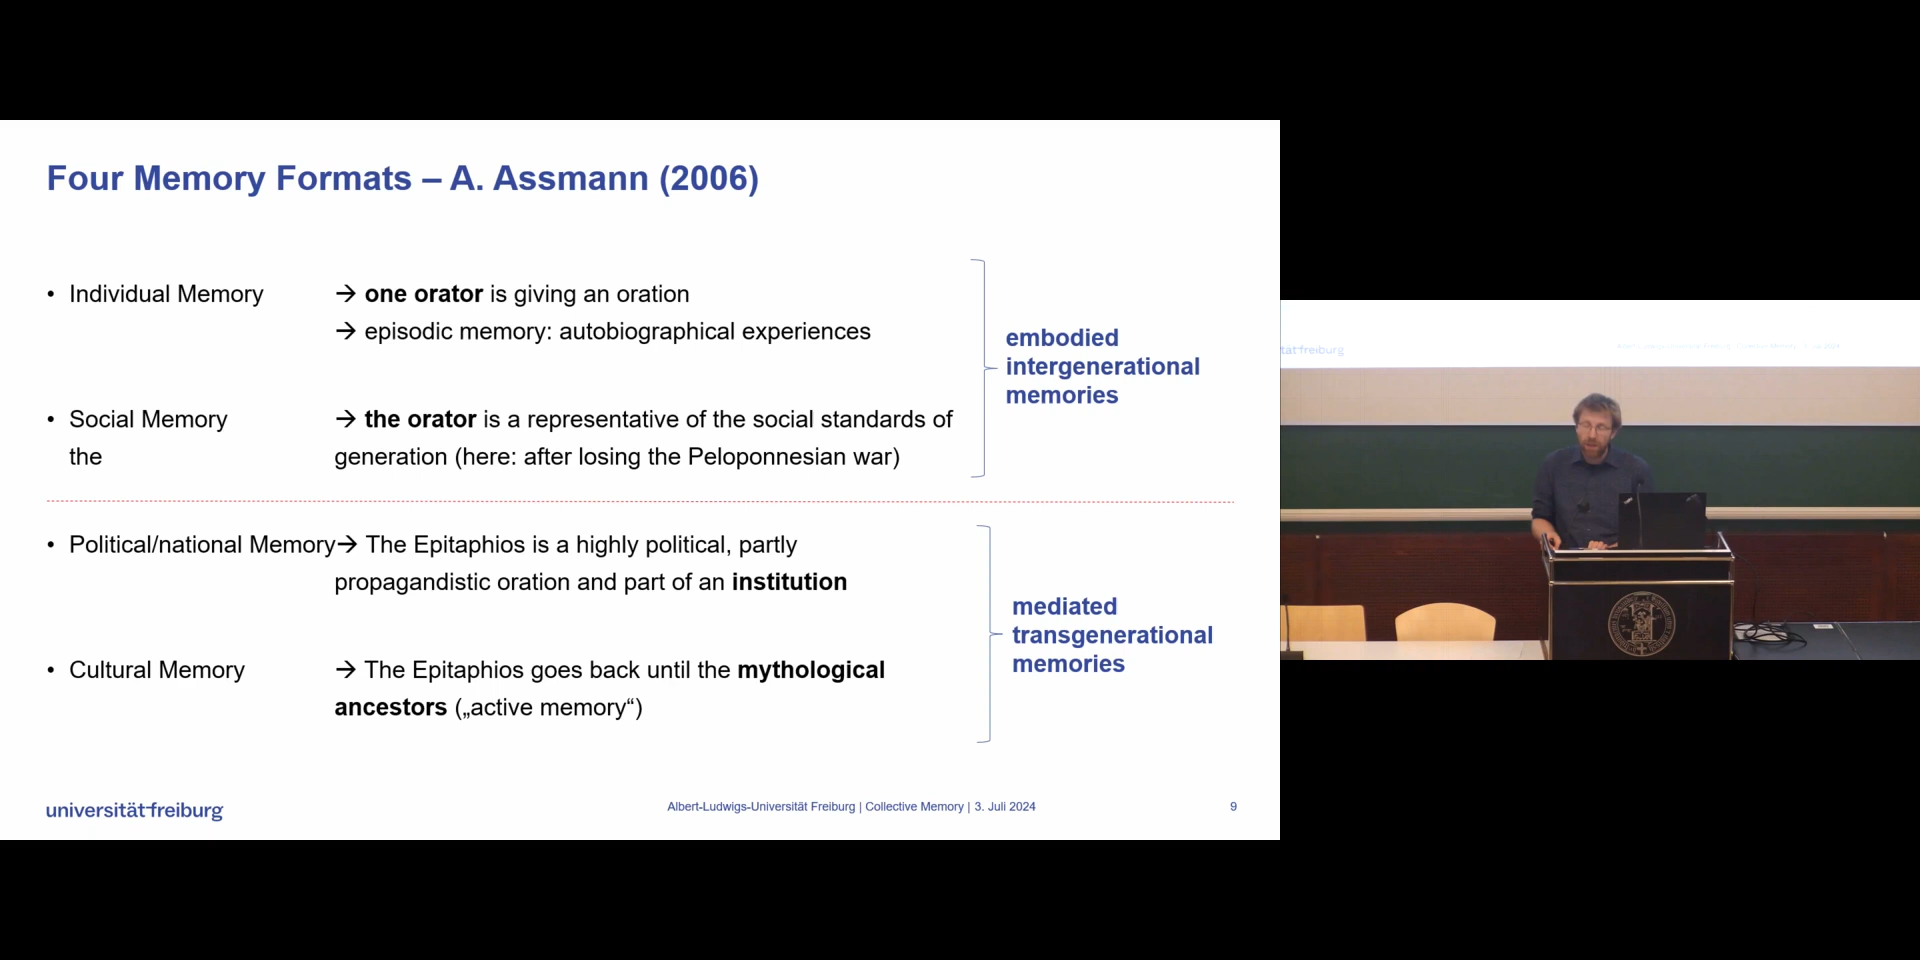 Four Memory Formats – A. Assmann (2006)
• Individual Memory → one orator is giving an oration
→ episodic memory: autobiographical experiences
embodied
intergenerational
memories
• Social Memory → the orator is a representative of the social standards of
the generation (here: after losing the Peloponnesian war)
• Political/national Memory→ The Epitaphios is a highly political, partly
propagandistic oration and part of an institution
mediated
transgenerational
memories
• Cultural Memory → The Epitaphios goes back until the mythological
ancestors („active memory“)
universität freiburg
Albert-Ludwigs-Universität Freiburg | Collective Memory | 3. Juli 2024
9
tät freiburg